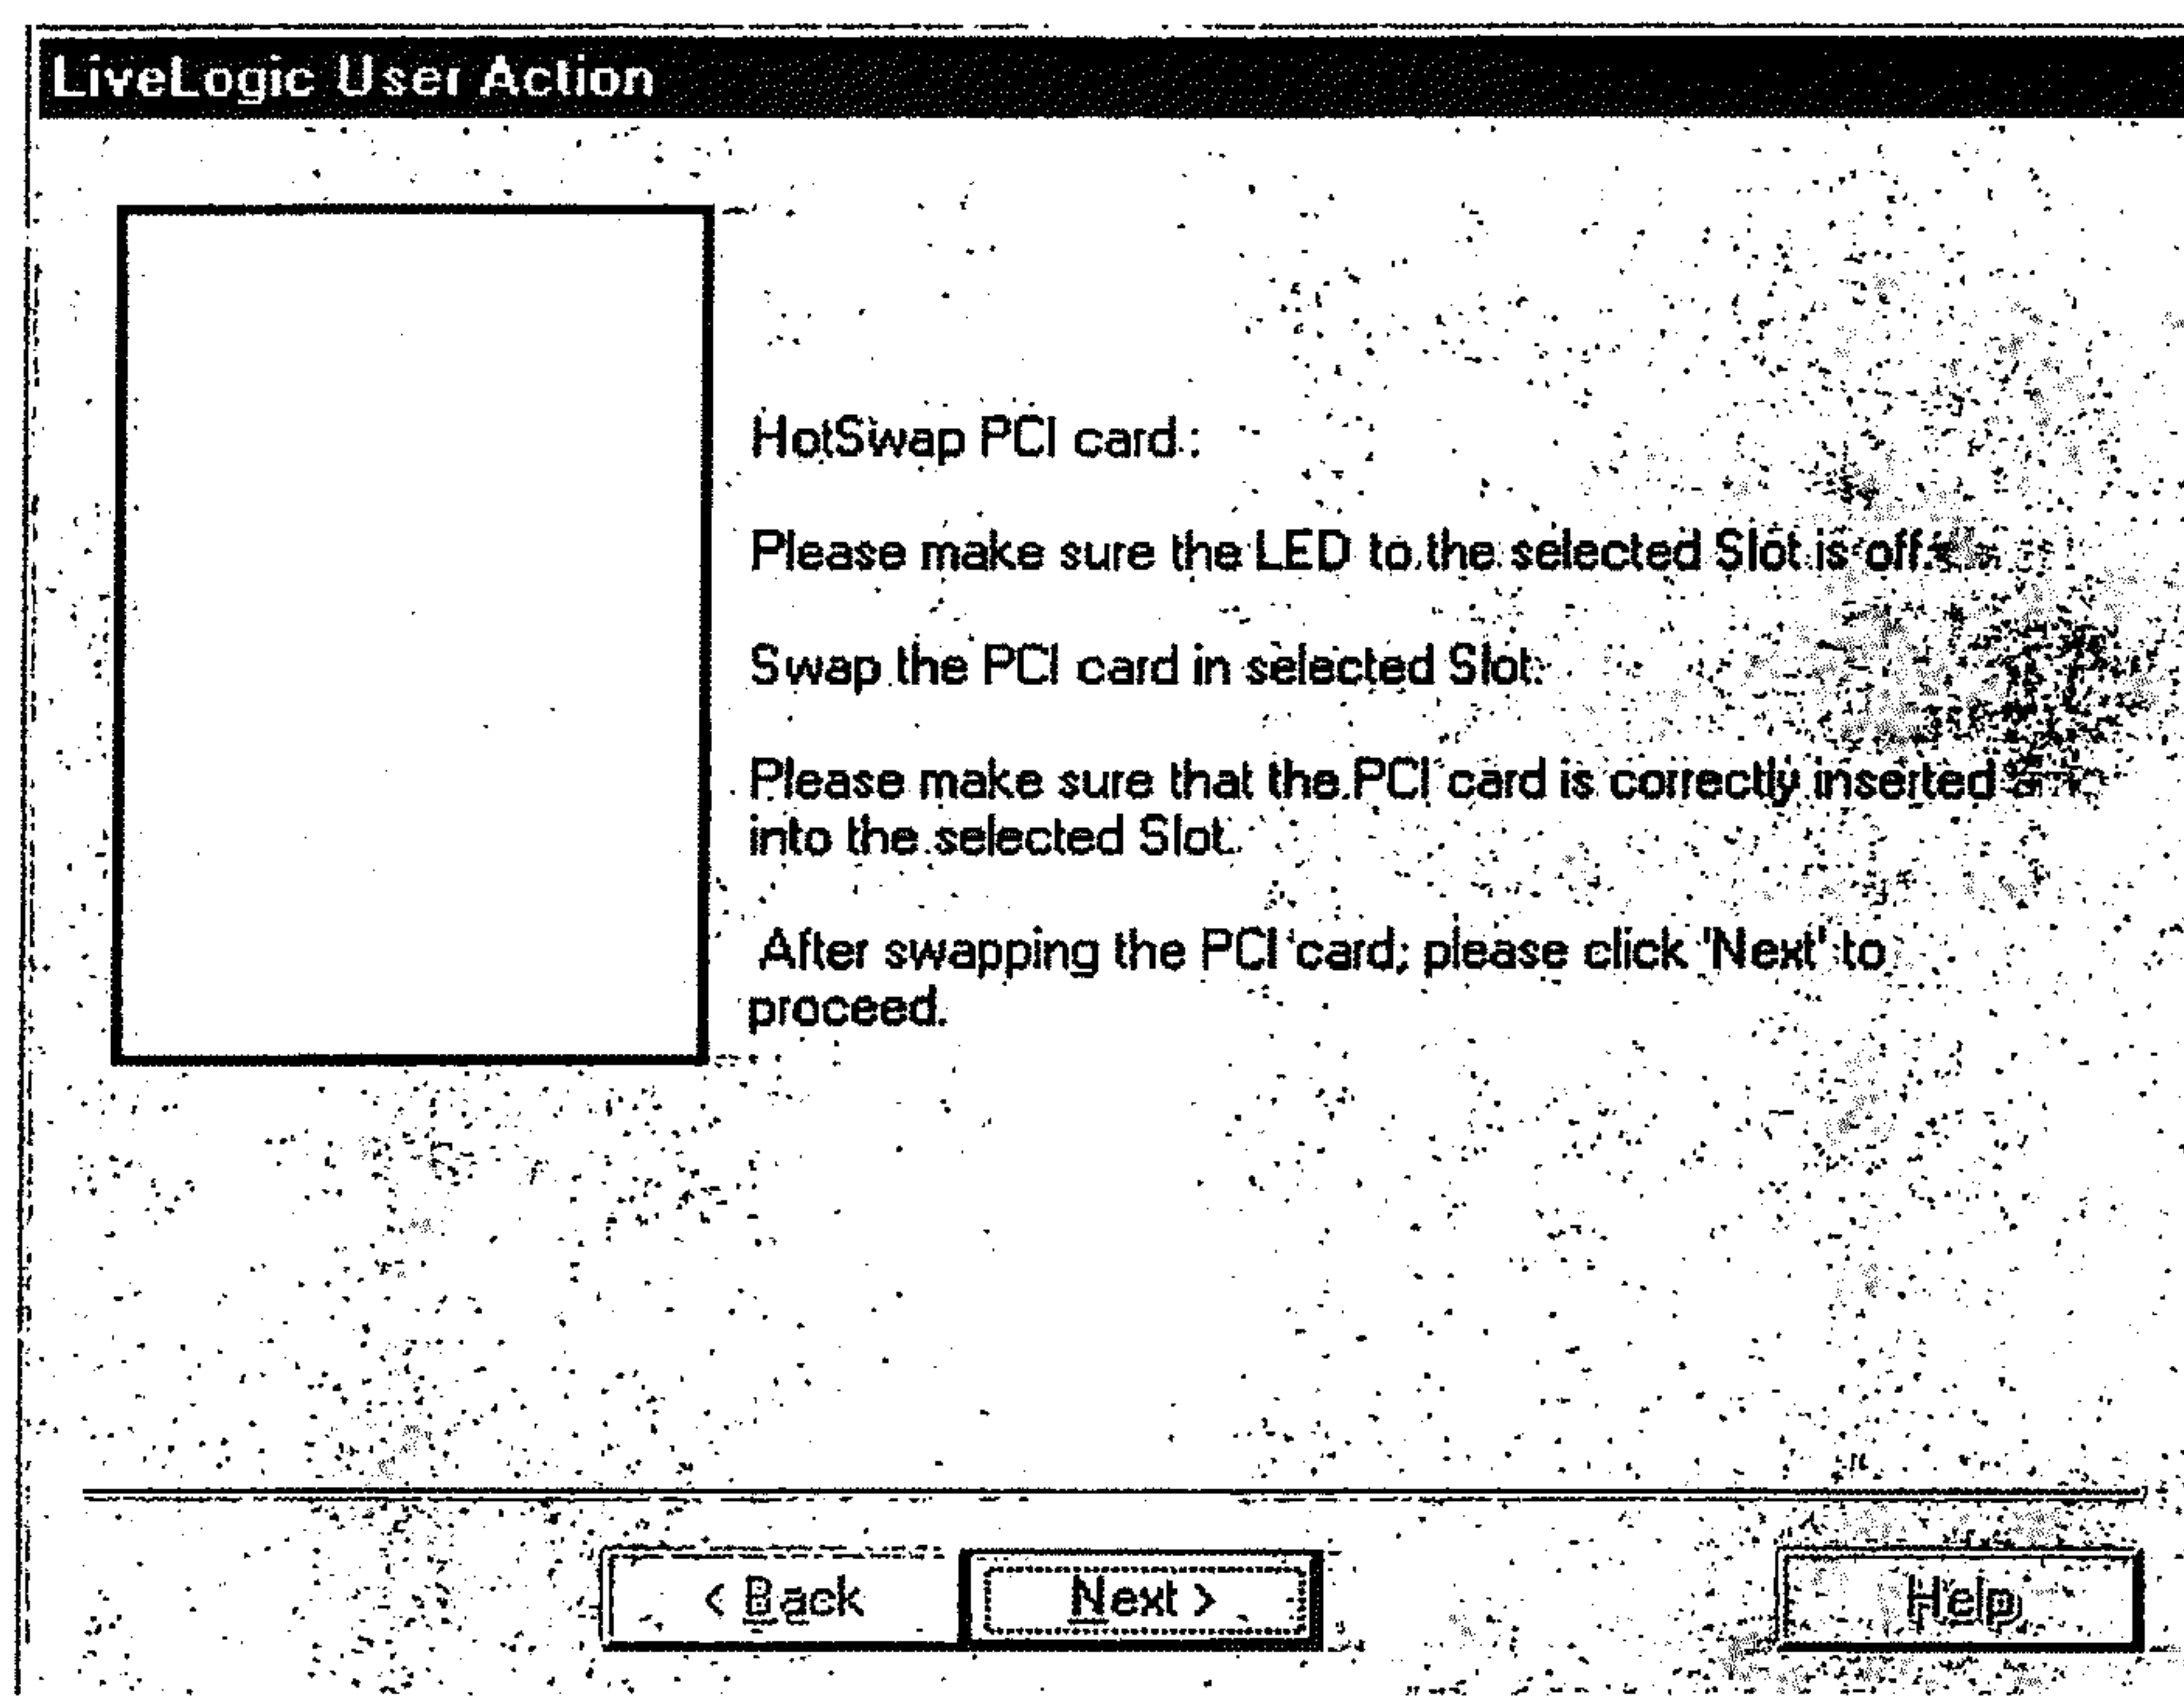 LiveLogic User Action
HotSwap PCI card :
Please make sure the LED to the selected Slot is off.
Swap the PCI card in selected Slot.
Please make sure that the PCI card is correctly inserted
into the selected Slot.
After swapping the PCI card, please click 'Next' to
proceed.
< Back
Next >
Help